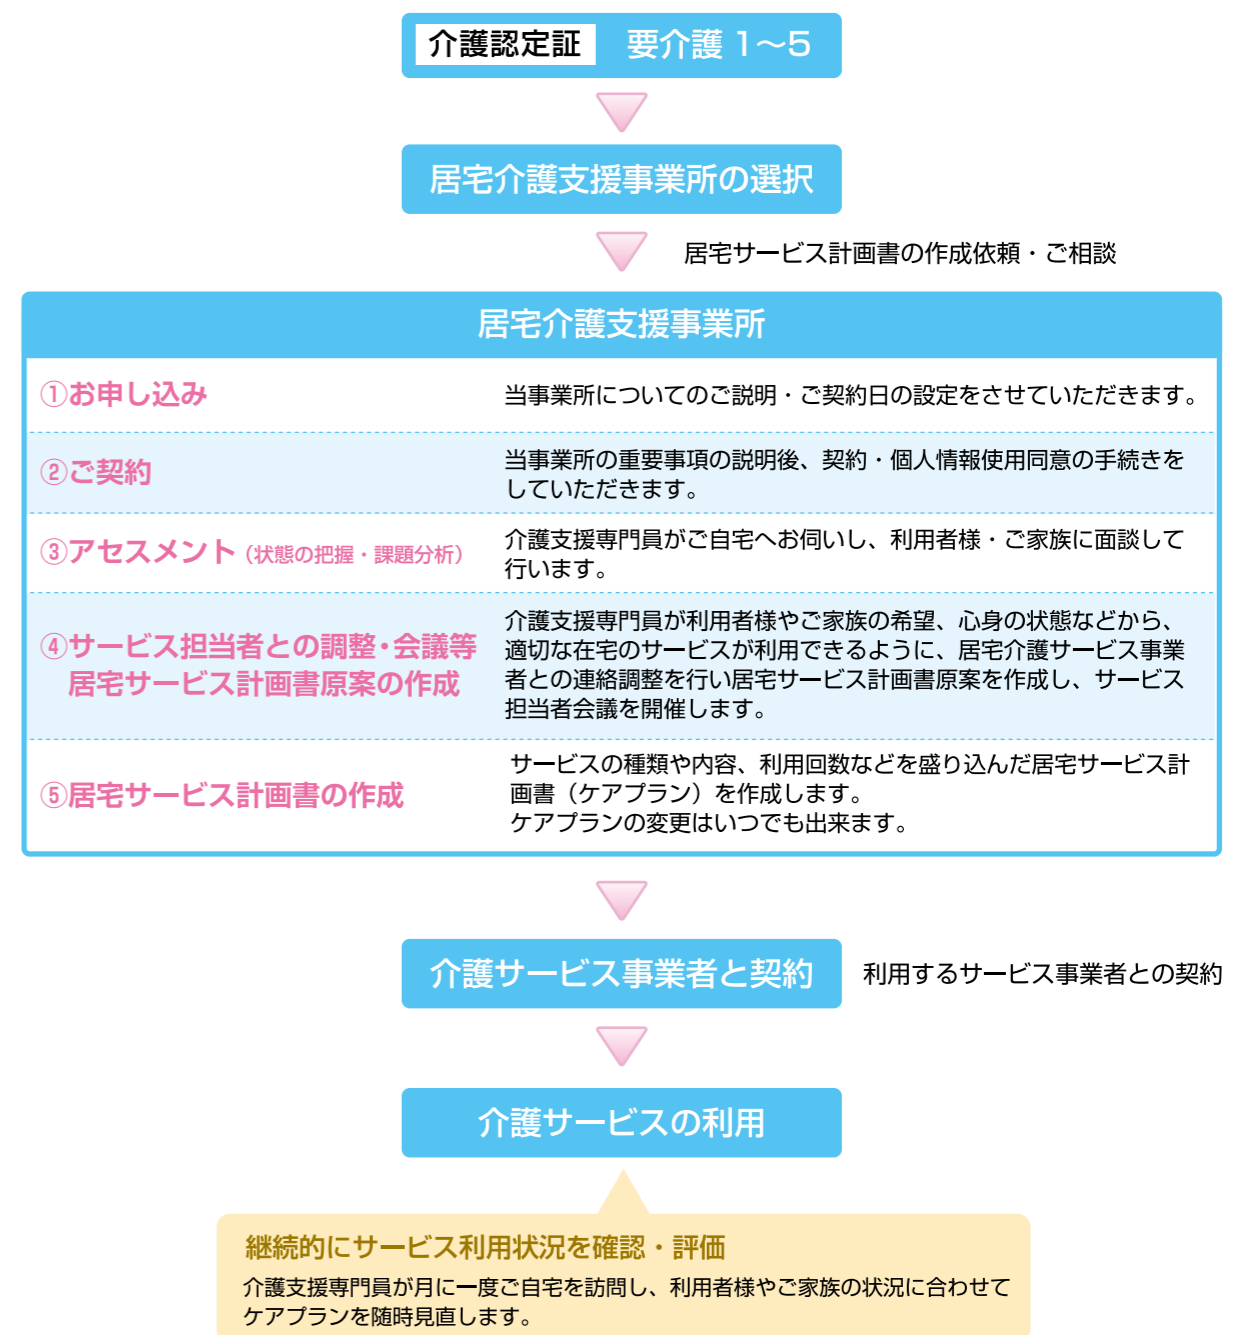 介護認定証 要介護 1～5
居宅介護支援事業所の選択
居宅サービス計画書の作成依頼・ご相談
居宅介護支援事業所
①お申し込み
当事業所についてのご説明・ご契約日の設定をさせていただきます。
②ご契約
当事業所の重要事項の説明後、契約・個人情報使用同意の手続きを
していただきます。
③アセスメント（状態の把握・課題分析）
介護支援専門員がご自宅へお伺いし、利用者様・ご家族に面談して
行います。
④サービス担当者との調整・会議等
居宅サービス計画書原案の作成
介護支援専門員が利用者様やご家族の希望、心身の状態などから、
適切な在宅のサービスが利用できるように、居宅介護サービス事業
者との連絡調整を行い居宅サービス計画書原案を作成し、サービス
担当者会議を開催します。
⑤居宅サービス計画書の作成
サービスの種類や内容、利用回数などを盛り込んだ居宅サービス計
画書（ケアプラン）を作成します。
ケアプランの変更はいつでも出来ます。
介護サービス事業者と契約
利用するサービス事業者との契約
介護サービスの利用
継続的にサービス利用状況を確認・評価
介護支援専門員が月に一度ご自宅を訪問し、利用者様やご家族の状況に合わせて
ケアプランを随時見直します。